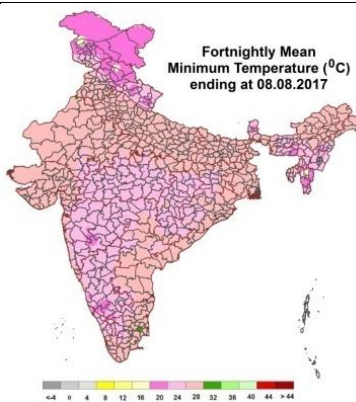 Fortnightly Mean
Minimum Temperature (⁰C)
ending at 08.08.2017
<-4 0 4 8 12 16 20 24 28 32 36 40 44 >44